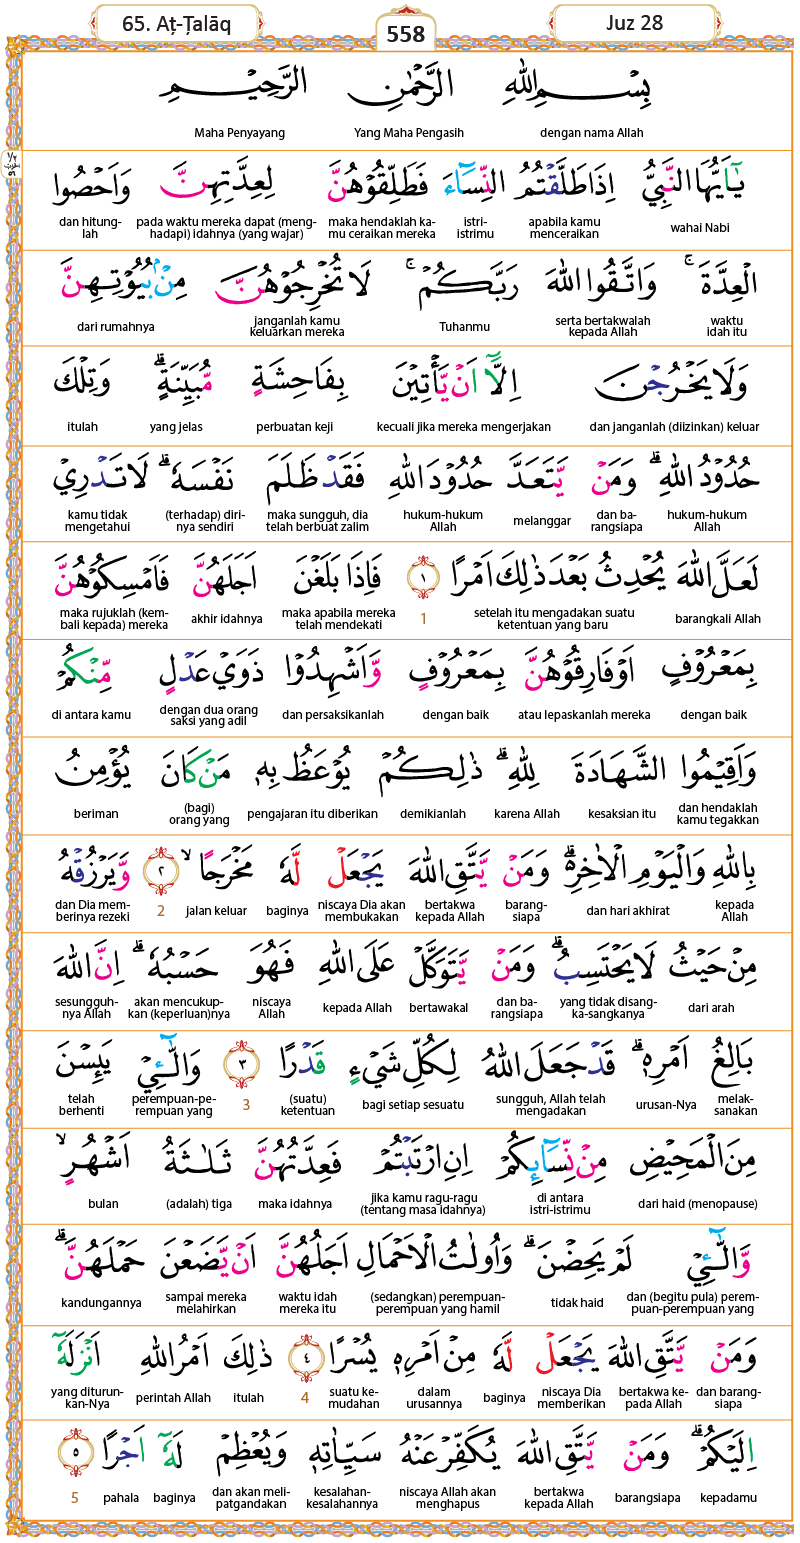 65. Aṭ-Ṭalāq
558
Juz 28
بِسْمِ اللّٰهِ الرَّحْمٰنِ الرَّحِيْمِ
dengan nama Allah Yang Maha Pengasih Maha Penyayang
يٰٓاَيُّهَا النَّبِيُّ اِذَا طَلَّقْتُمُ النِّسَاۤءَ فَطَلِّقُوْهُنَّ لِعِدَّتِهِنَّ وَاَحْصُوا
wahai Nabi apabila kamu menceraikan istri-istrimu maka hendaklah kamu ceraikan mereka pada waktu mereka dapat (menghadapi) idahnya (yang wajar) dan hitunglah
الْعِدَّةَۚ وَاتَّقُوا اللّٰهَ رَبَّكُمْۚ لَا تُخْرِجُوْهُنَّ مِنْۢ بُيُوْتِهِنَّ
waktu idah itu serta bertakwalah kepada Allah Tuhanmu janganlah kamu keluarkan mereka dari rumahnya
وَلَا يَخْرُجْنَ اِلَّآ اَنْ يَّأْتِيْنَ بِفَاحِشَةٍ مُّبَيِّنَةٍۗ وَتِلْكَ
dan janganlah (diizinkan) keluar kecuali jika mereka mengerjakan perbuatan keji yang jelas itulah
حُدُوْدُ اللّٰهِۗ وَمَنْ يَّتَعَدَّ حُدُوْدَ اللّٰهِ فَقَدْ ظَلَمَ نَفْسَهٗۗ لَا تَدْرِيْ
hukum-hukum Allah dan barangsiapa melanggar hukum-hukum Allah maka sungguh, dia telah berbuat zalim (terhadap) dirinya sendiri kamu tidak mengetahui
لَعَلَّ اللّٰهَ يُحْدِثُ بَعْدَ ذٰلِكَ اَمْرًا ١ فَاِذَا بَلَغْنَ اَجَلَهُنَّ فَاَمْسِكُوْهُنَّ
barangkali Allah setelah itu mengadakan suatu ketentuan yang baru 1 maka apabila mereka telah mendekati akhir idahnya maka rujuklah (kembali kepada) mereka
بِمَعْرُوْفٍ اَوْ فَارِقُوْهُنَّ بِمَعْرُوْفٍ وَّاَشْهِدُوْا ذَوَيْ عَدْلٍ مِّنْكُمْ
dengan baik atau lepaskanlah mereka dengan baik dan persaksikanlah dengan dua orang saksi yang adil di antara kamu
وَاَقِيْمُوا الشَّهَادَةَ لِلّٰهِۗ ذٰلِكُمْ يُوْعَظُ بِهٖ مَنْ كَانَ يُؤْمِنُ
dan hendaklah kamu tegakkan kesaksian itu karena Allah demikianlah pengajaran itu diberikan (bagi) orang yang beriman
بِاللّٰهِ وَالْيَوْمِ الْاٰخِرِۗ وَمَنْ يَّتَّقِ اللّٰهَ يَجْعَلْ لَّهٗ مَخْرَجًاۙ ٢ وَّيَرْزُقْهُ
kepada Allah dan hari akhirat barangsiapa bertakwa kepada Allah niscaya Dia akan membukakan baginya jalan keluar 2 dan Dia memberinya rezeki
مِنْ حَيْثُ لَا يَحْتَسِبُۗ وَمَنْ يَّتَوَكَّلْ عَلَى اللّٰهِ فَهُوَ حَسْبُهٗۗ اِنَّ اللّٰهَ
dari arah yang tidak disangka-sangkanya dan barangsiapa bertawakal kepada Allah niscaya Allah akan mencukupkan (keperluan)nya sesungguhnya Allah
بَالِغُ اَمْرِهٖۗ قَدْ جَعَلَ اللّٰهُ لِكُلِّ شَيْءٍ قَدْرًا ٣ وَالّٰۤـِٔيْ يَىِٕسْنَ
melaksanakan urusan-Nya sungguh, Allah telah mengadakan bagi setiap sesuatu (suatu) ketentuan 3 perempuan-perempuan yang telah berhenti
مِنَ الْمَحِيْضِ مِنْ نِّسَاۤىِٕكُمْ اِنِ ارْتَبْتُمْ فَعِدَّتُهُنَّ ثَلٰثَةُ اَشْهُرٍۙ
dari haid (menopause) di antara istri-istrimu jika kamu ragu-ragu (tentang masa idahnya) maka idahnya (adalah) tiga bulan
وَّالّٰۤـِٔيْ لَمْ يَحِضْنَۗ وَاُولٰتُ الْاَحْمَالِ اَجَلُهُنَّ اَنْ يَّضَعْنَ حَمْلَهُنَّۗ
dan (begitu pula) perempuan-perempuan yang tidak haid (sedangkan) perempuan-perempuan yang hamil waktu idah mereka itu sampai mereka melahirkan kandungannya
وَمَنْ يَّتَّقِ اللّٰهَ يَجْعَلْ لَّهٗ مِنْ اَمْرِهٖ يُسْرًا ٤ ذٰلِكَ اَمْرُ اللّٰهِ اَنْزَلَهٗٓ
dan barangsiapa bertakwa kepada Allah niscaya Dia memberikan baginya dalam urusannya suatu kemudahan 4 itulah perintah Allah yang diturunkan-Nya
اِلَيْكُمْۗ وَمَنْ يَّتَّقِ اللّٰهَ يُكَفِّرْ عَنْهُ سَيِّاٰتِهٖ وَيُعْظِمْ لَهٗٓ اَجْرًا ٥
kepadamu barangsiapa bertakwa kepada Allah niscaya Allah akan menghapus kesalahan-kesalahannya dan akan melipatgandakan baginya pahala 5